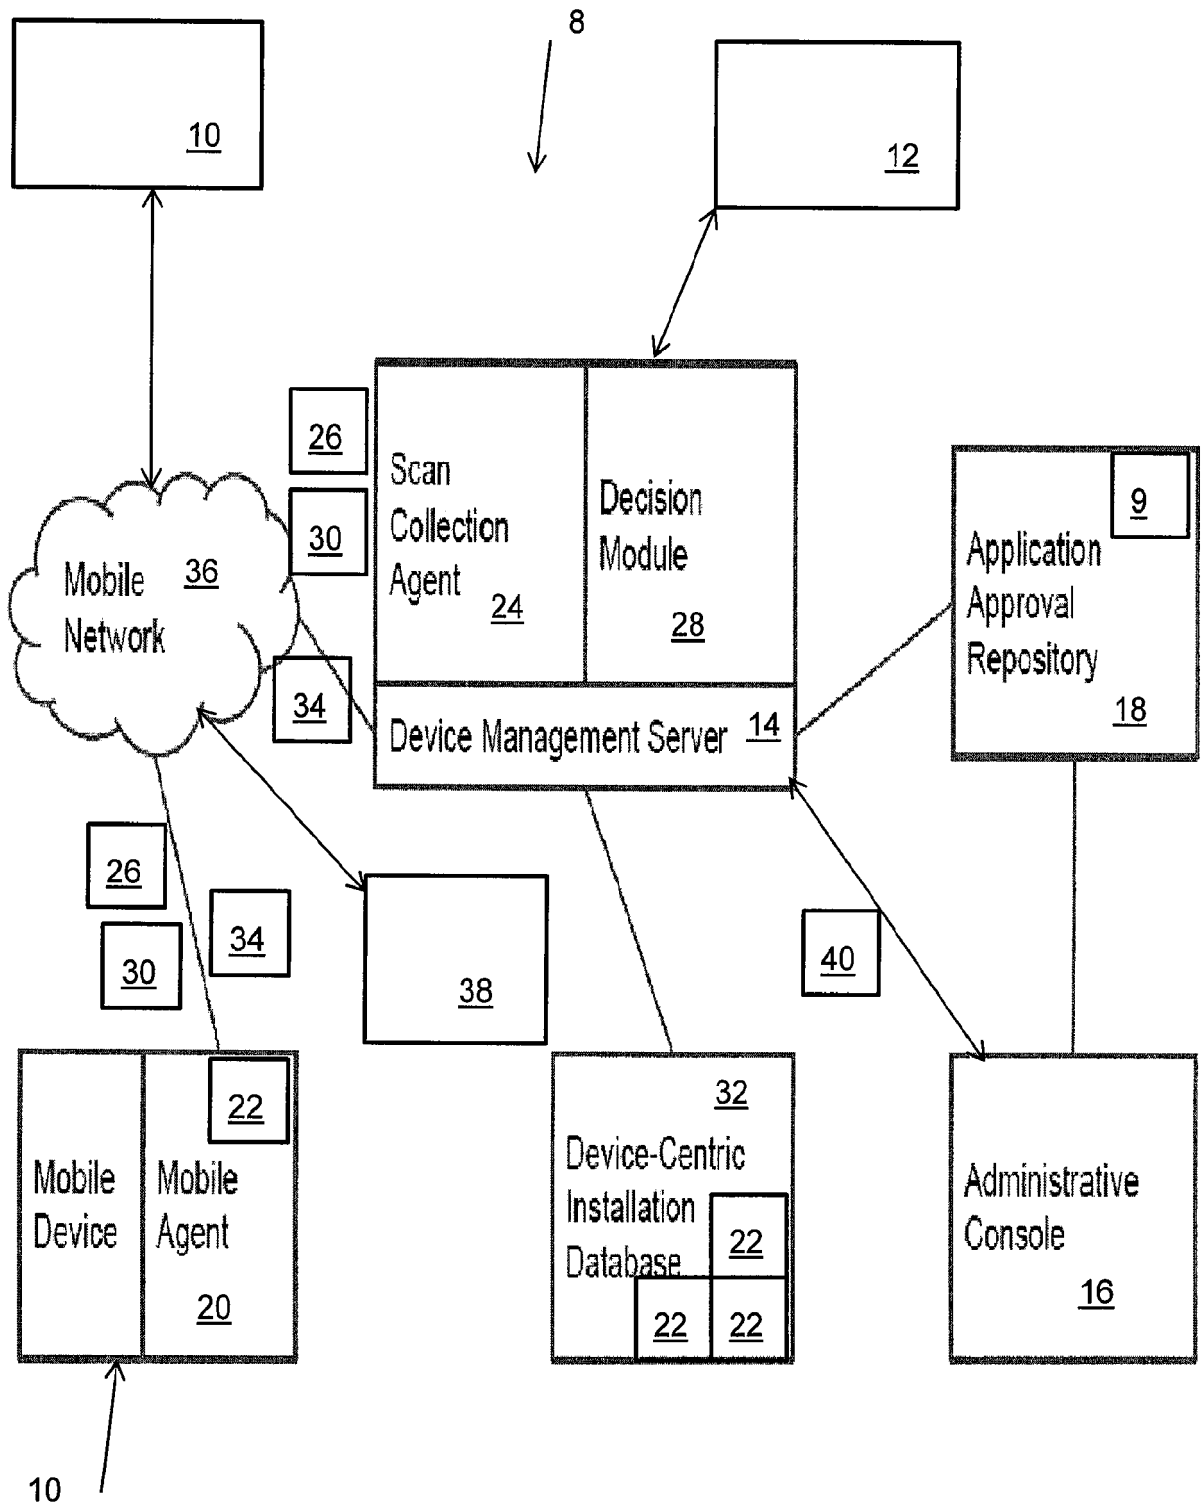 8
10
12
26
30
Scan
Collection
Agent
24
Decision
Module
28
9
Application
Approval
Repository
18
Mobile
Network
36
34
Device Management Server
14
26
30
34
38
40
22
Mobile
Device
Mobile
Agent
20
32
Device-Centric
Installation
Database
22
22
22
Administrative
Console
16
10